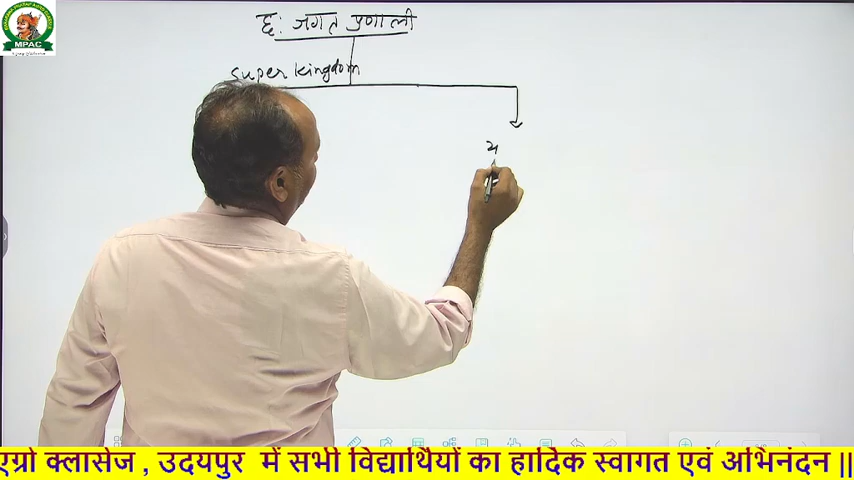 छः जगत प्रणाली
Super kingdom
य
MPAC
एग्रो क्लासेज , उदयपुर में सभी विद्यार्थियों का हार्दिक स्वागत एवं अभिनंदन ||